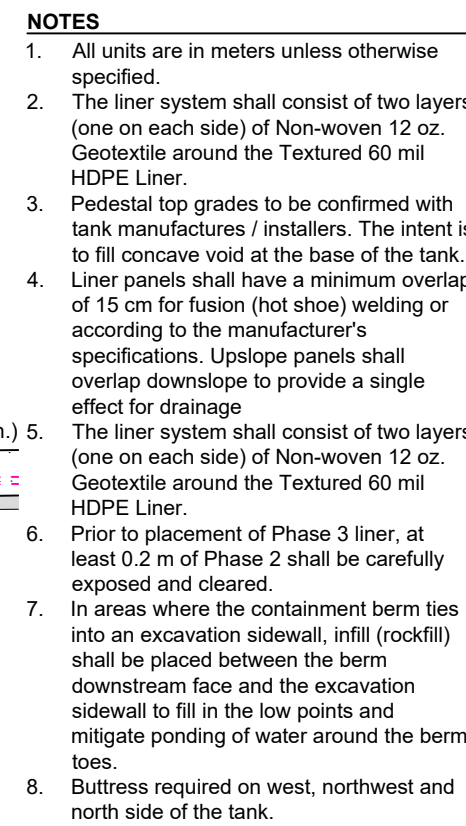 NOTES
1. All units are in meters unless otherwise
specified.
2. The liner system shall consist of two layers
(one on each side) of Non-woven 12 oz.
Geotextile around the Textured 60 mil
HDPE Liner.
3. Pedestal top grades to be confirmed with
tank manufactures / installers. The intent is
to fill concave void at the base of the tank.
4. Liner panels shall have a minimum overlap
of 15 cm for fusion (hot shoe) welding or
according to the manufacturer's
specifications. Upslope panels shall
overlap downslope to provide a single
effect for drainage
5. The liner system shall consist of two layers
(one on each side) of Non-woven 12 oz.
Geotextile around the Textured 60 mil
HDPE Liner.
6. Prior to placement of Phase 3 liner, at
least 0.2 m of Phase 2 shall be carefully
exposed and cleared.
7. In areas where the containment berm ties
into an excavation sidewall, infill (rockfill)
shall be placed between the berm
downstream face and the excavation
sidewall to fill in the low points and
mitigate ponding of water around the berm
toes.
8. Buttress required on west, northwest and
north side of the tank.